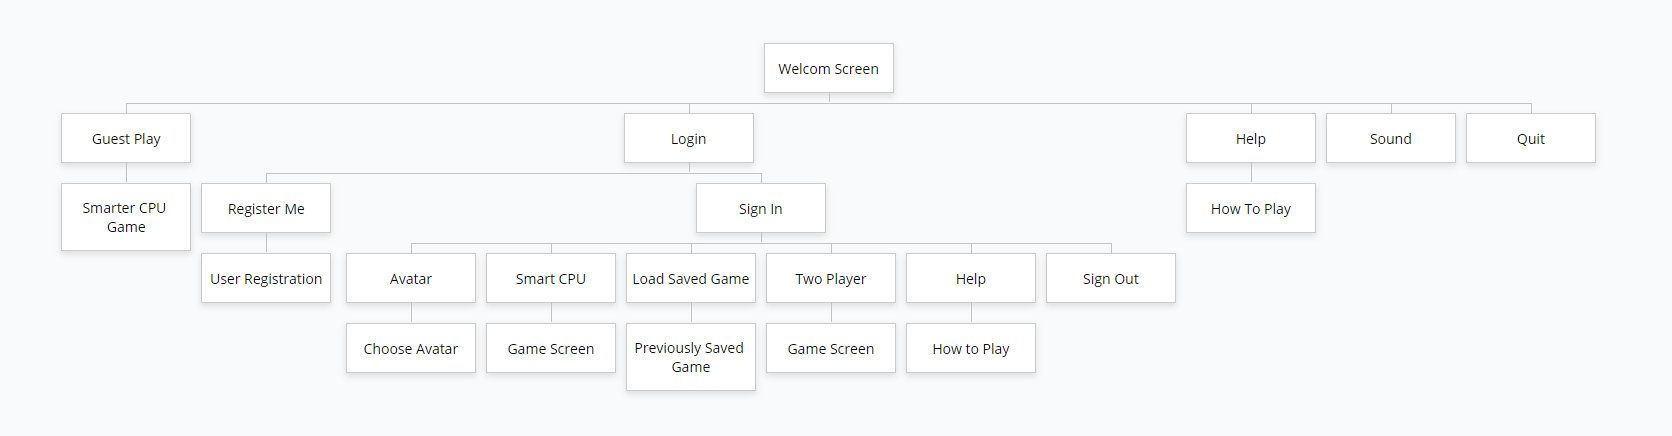 Welcom Screen
Guest Play
Login
Help
Sound
Quit
Smarter CPU
Game
Register Me
Sign In
How To Play
User Registration
Avatar
Smart CPU
Load Saved Game
Two Player
Help
Sign Out
Choose Avatar
Game Screen
Previously Saved
Game
Game Screen
How to Play